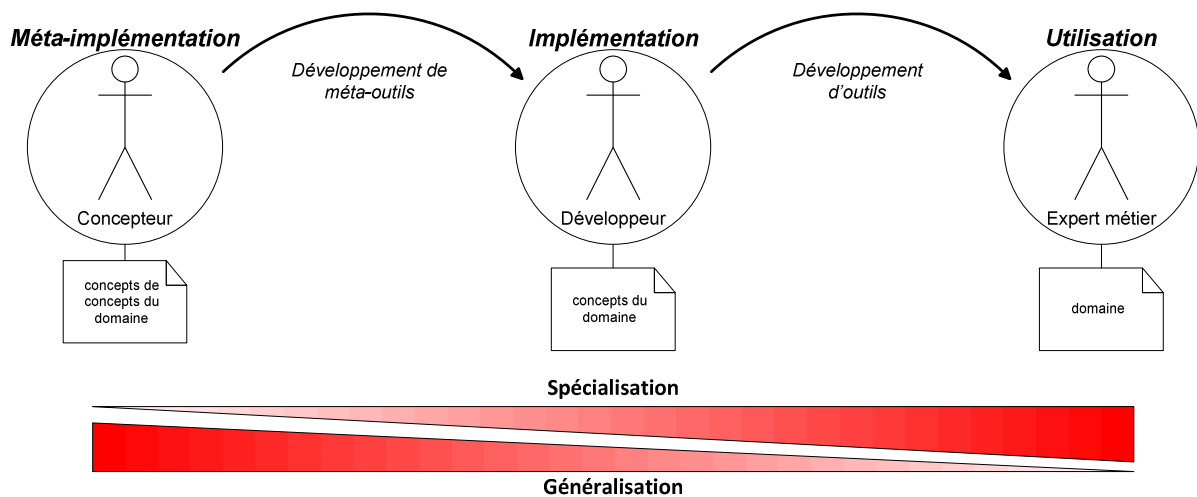 Méta-implémentation
Implémentation
Utilisation
Développement de
méta-outils
Développement
d'outils
Concepteur
Développeur
Expert métier
concepts de
concepts du
domaine
concepts du
domaine
domaine
Spécialisation
Généralisation